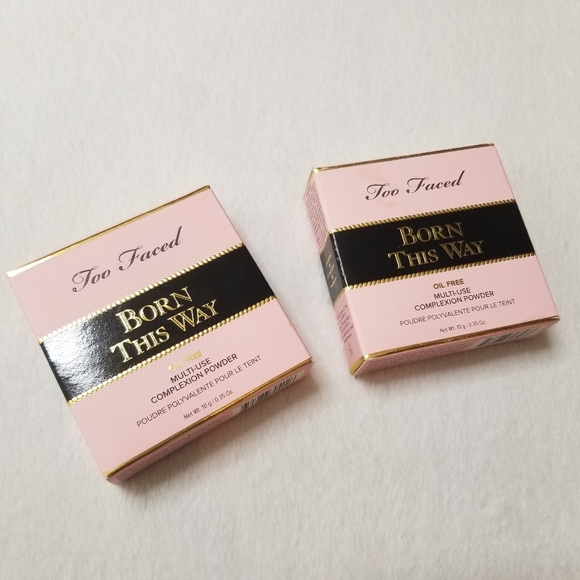 Too Faced
BORN
THIS WAY
OIL FREE
MULTI-USE
COMPLEXION POWDER
POUDRE POLYVALENTE POUR LE TEINT
Net Wt. 10 g / 0.35 Oz.
Too Faced
BORN
THIS WAY
OIL FREE
MULTI-USE
COMPLEXION POWDER
POUDRE POLYVALENTE POUR LE TEINT
Net Wt. 10 g / 0.35 Oz.